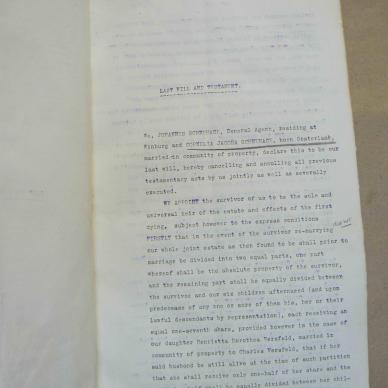 LAST WILL AND TESTAMENT.
We, JOHANNES SCHURMANN, General Agent, residing at
Winburg and CORNELIA JACOBA SCHURMANN, born Oosterlaak,
married in community of property, declare this to be our
last will, hereby cancelling and annulling all previous
testamentary acts by us jointly as well as severally
executed.
WE APPOINT the survivor of us to be the sole and
universal heir of the estate and effects of the first
dying, subject however to the express conditions
FIRSTLY that in the event of the survivor re-marrying
our whole joint estate as then found to be shall prior to
marriage be divided into two equal parts, one part
whereof shall be the absolute property of the survivor,
and the remaining part shall be equally divided between
the survivor and our six children afternamed (and upon
predecease of any one or more of them his, her or their
lawful descendants by representation), each receiving an
equal one-seventh share, provided however in the case of
our daughter Henrietta Dorothea Versfeld, married in
community of property to Charles Versfeld, that if her
said husband be still alive at the time of such partition
that she shall receive only one-half of her share and the
shall be equally divided between her chil-